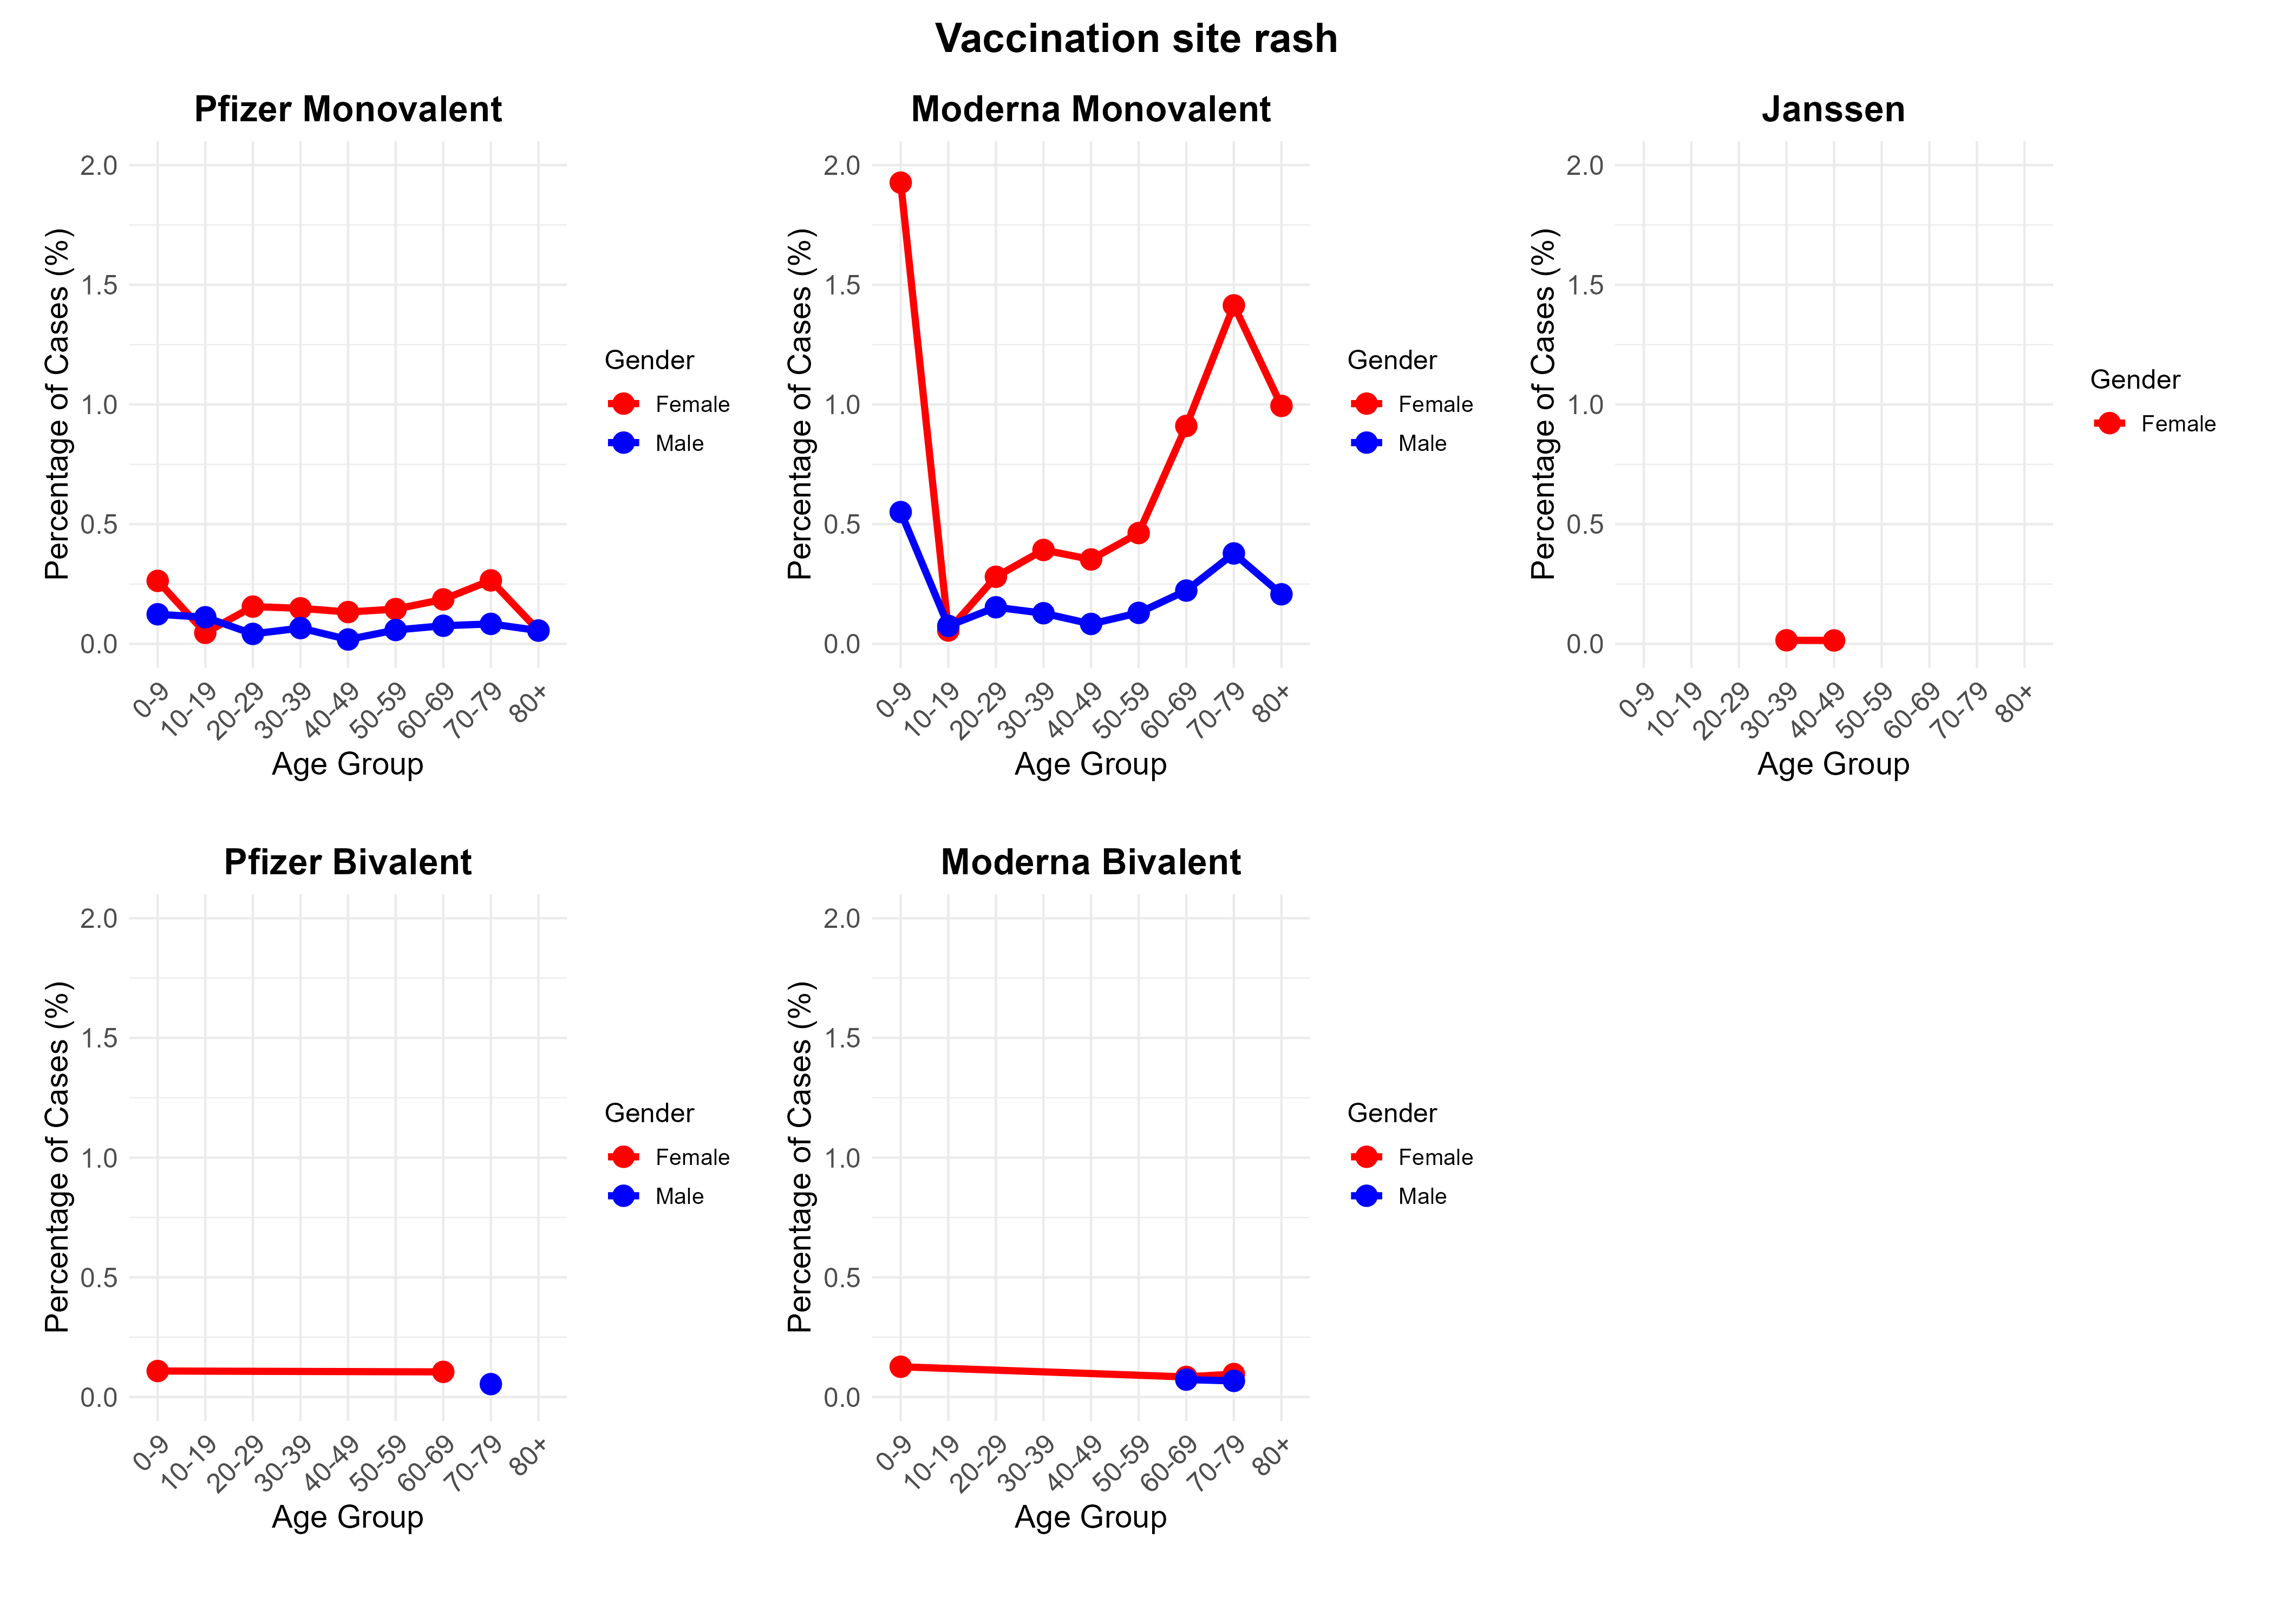 Vaccination site rash
Pfizer Monovalent
Percentage of Cases (%)
2.0
1.5
1.0
0.5
0.0
0-9
10-19
20-29
30-39
40-49
50-59
60-69
70-79
80+
Age Group
Gender
Female
Male
Moderna Monovalent
Percentage of Cases (%)
2.0
1.5
1.0
0.5
0.0
0-9
10-19
20-29
30-39
40-49
50-59
60-69
70-79
80+
Age Group
Gender
Female
Male
Janssen
Percentage of Cases (%)
2.0
1.5
1.0
0.5
0.0
0-9
10-19
20-29
30-39
40-49
50-59
60-69
70-79
80+
Age Group
Gender
Female
Pfizer Bivalent
Percentage of Cases (%)
2.0
1.5
1.0
0.5
0.0
0-9
10-19
20-29
30-39
40-49
50-59
60-69
70-79
80+
Age Group
Gender
Female
Male
Moderna Bivalent
Percentage of Cases (%)
2.0
1.5
1.0
0.5
0.0
0-9
10-19
20-29
30-39
40-49
50-59
60-69
70-79
80+
Age Group
Gender
Female
Male